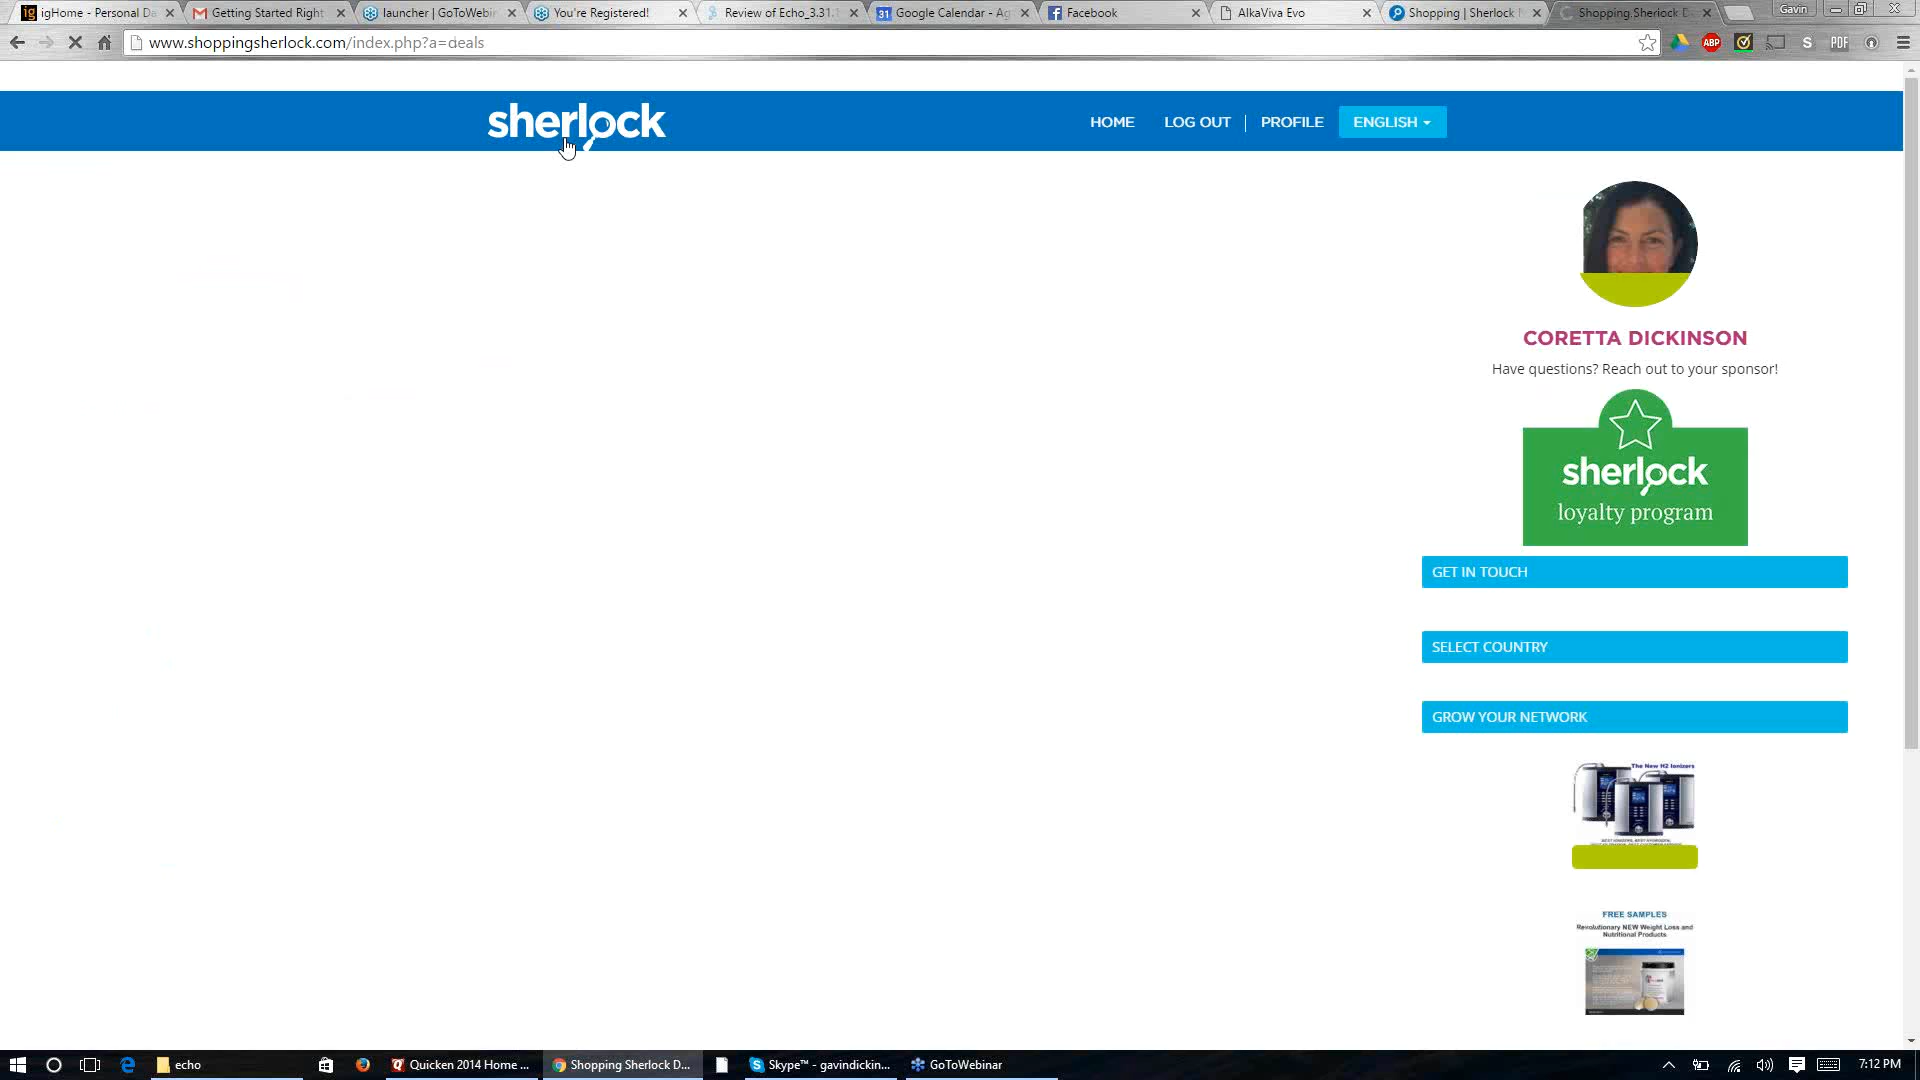 igHome - Personal Da
Getting Started Right
launcher | GoToWebin
You're Registered!
Review of Echo_3.31.
Google Calendar - Ag
Facebook
AlkaViva Evo
Shopping | Sherlock
Shopping Sherlock D
Gavin
www.shoppingsherlock.com/index.php?a=deals
ABP
S
PDF
sherlock
HOME
LOG OUT
PROFILE
ENGLISH
CORETTA DICKINSON
Have questions? Reach out to your sponsor!
sherlock
loyalty program
GET IN TOUCH
SELECT COUNTRY
GROW YOUR NETWORK
The New H2 Ionizers
FREE SAMPLES
Revolutionary NEW Weight Loss and
Nutritional Products
echo
Quicken 2014 Home ...
Shopping Sherlock D...
Skype™ - gavindickin...
GoToWebinar
7:12 PM